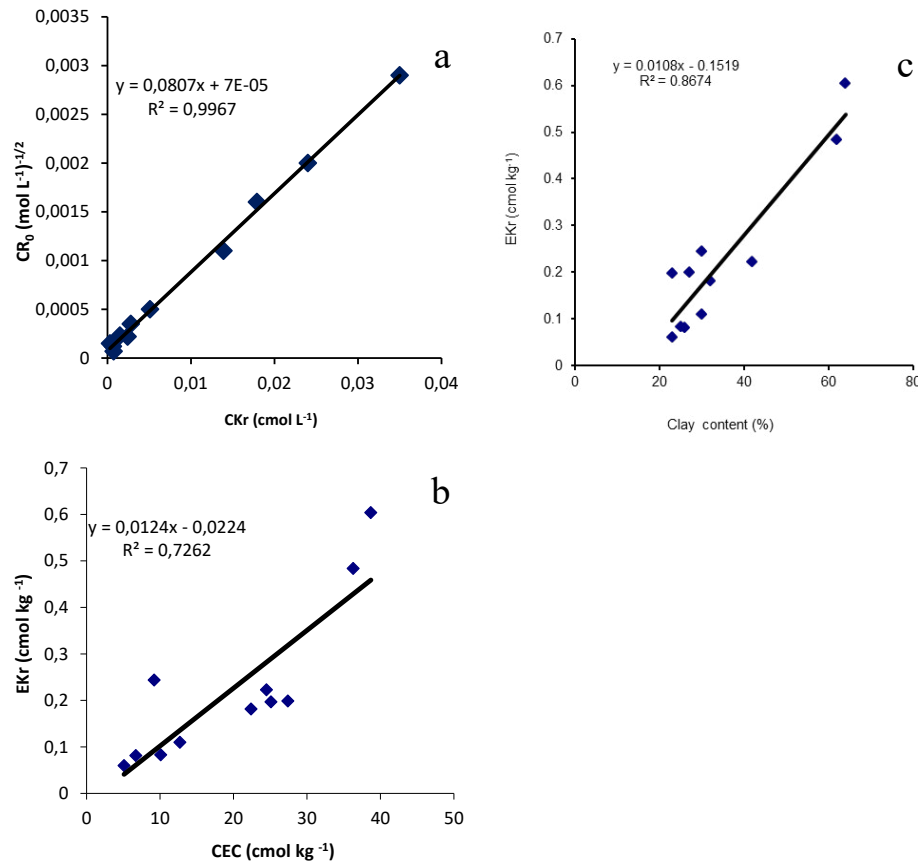 a
y = 0,0807x + 7E-05
R² = 0,9967
CR₀ (mol L⁻¹)⁻¹/²
0,0035
0,003
0,0025
0,002
0,0015
0,001
0,0005
0
0 0,01 0,02 0,03 0,04
CKr (cmol L⁻¹)
c
y = 0.0108x - 0.1519
R² = 0.8674
EKr (cmol kg⁻¹)
0.7
0.6
0.5
0.4
0.3
0.2
0.1
0
0 20 40 60 80
Clay content (%)
b
y = 0,0124x - 0,0224
R² = 0,7262
EKr (cmol kg⁻¹)
0,7
0,6
0,5
0,4
0,3
0,2
0,1
0
0 10 20 30 40 50
CEC (cmol kg ⁻¹)